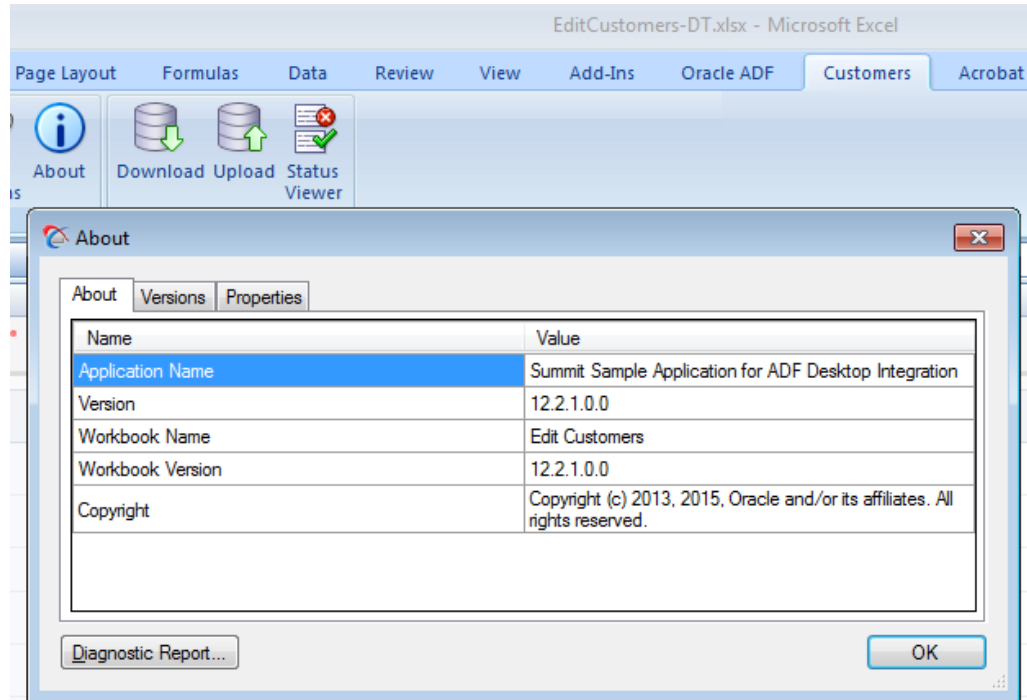 EditCustomers-DT.xlsx - Microsoft Excel
Page Layout Formulas Data Review View Add-Ins Oracle ADF Customers Acrobat
About Download Upload Status
Viewer
About
About Versions Properties
Name Value
Application Name Summit Sample Application for ADF Desktop Integration
Version 12.2.1.0.0
Workbook Name Edit Customers
Workbook Version 12.2.1.0.0
Copyright Copyright (c) 2013, 2015, Oracle and/or its affiliates. All
rights reserved.
Diagnostic Report... OK